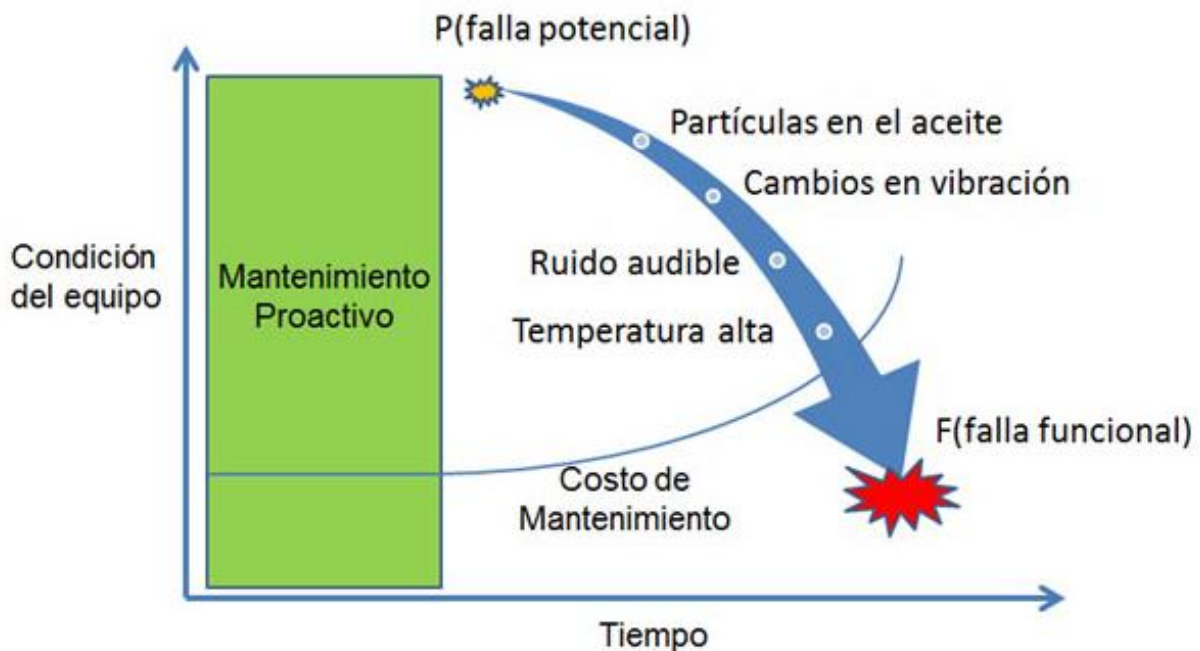 P(falla potencial)
Partículas en el aceite
Cambios en vibración
Condición
del equipo
Mantenimiento
Proactivo
Ruido audible
Temperatura alta
F(falla funcional)
Costo de
Mantenimiento
Tiempo